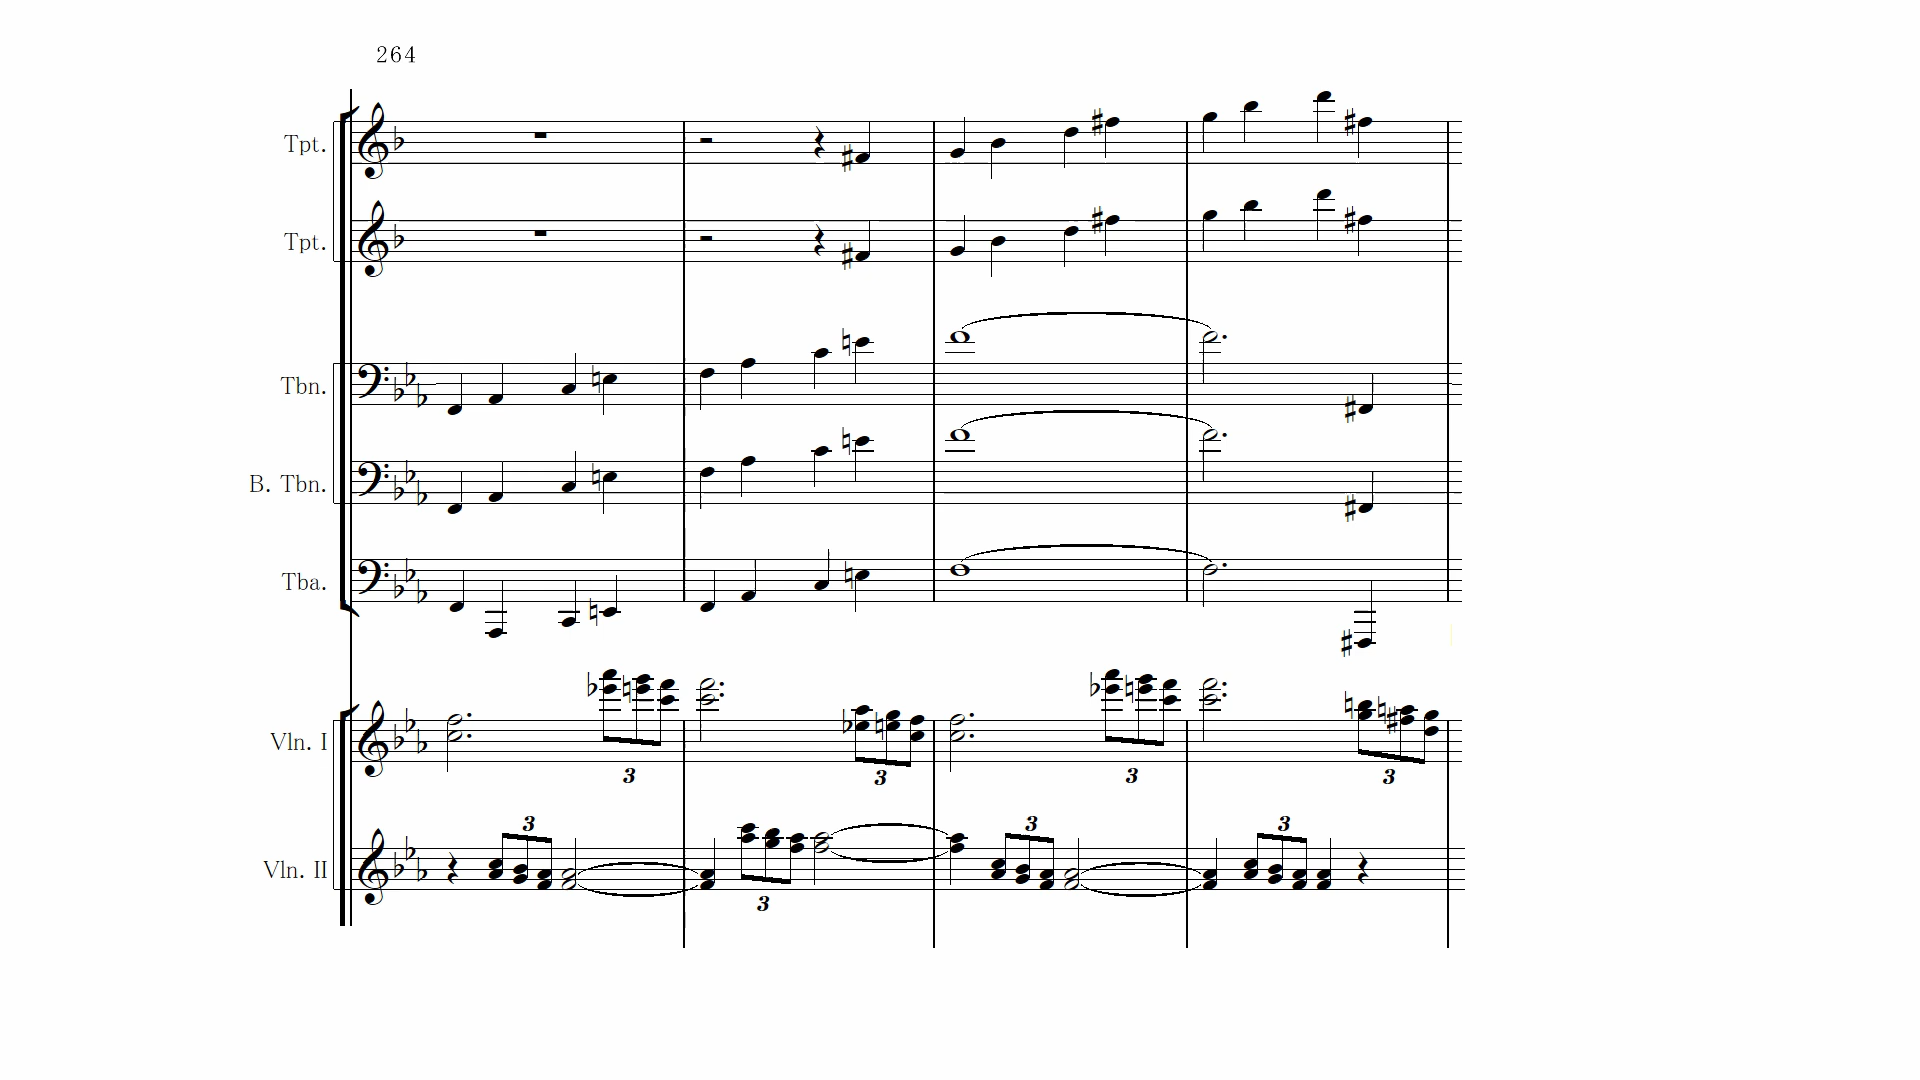 264
Tpt.
Tpt.
Tbn.
B. Tbn.
Tba.
Vln. I
3 3 3 3
Vln. II
3 3 3 3